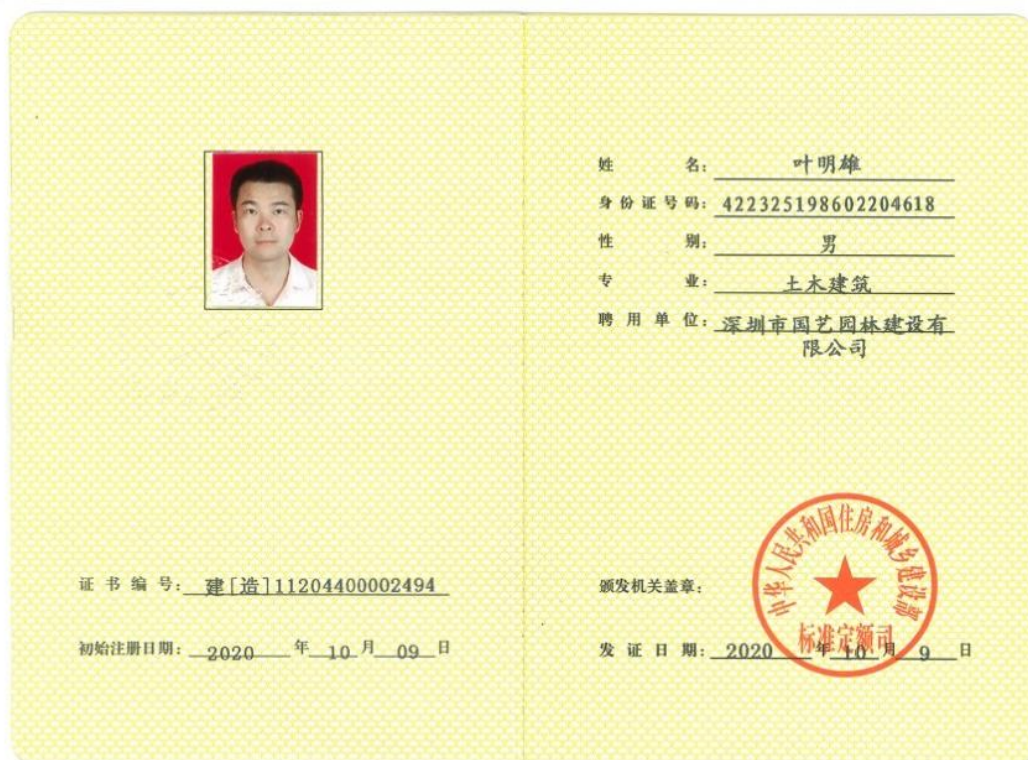 姓 名: 叶明雄
身份证号码: 422325198602204618
性 别: 男
专 业: 土木建筑
聘用单位: 深圳市国艺园林建设有
限公司
证书编号: 建[造]11204400002494
初始注册日期: 2020 年 10 月 09 日
颁发机关盖章:
中华人民共和国住房和城乡建设部
标准定额司
发证日期: 2020 年 10 月 9 日